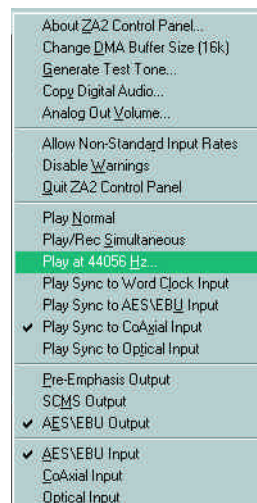 About ZA2 Control Panel...
Change DMA Buffer Size (16k)
Generate Test Tone...
Copy Digital Audio...
Analog Out Volume...
Allow Non-Standard Input Rates
Disable Warnings
Quit ZA2 Control Panel
Play Normal
Play/Rec Simultaneous
Play at 44056 Hz...
Play Sync to Word Clock Input
Play Sync to AES\EBU Input
✔ Play Sync to CoAxial Input
Play Sync to Optical Input
Pre-Emphasis Output
SCMS Output
✔ AES\EBU Output
✔ AES\EBU Input
CoAxial Input
Optical Input